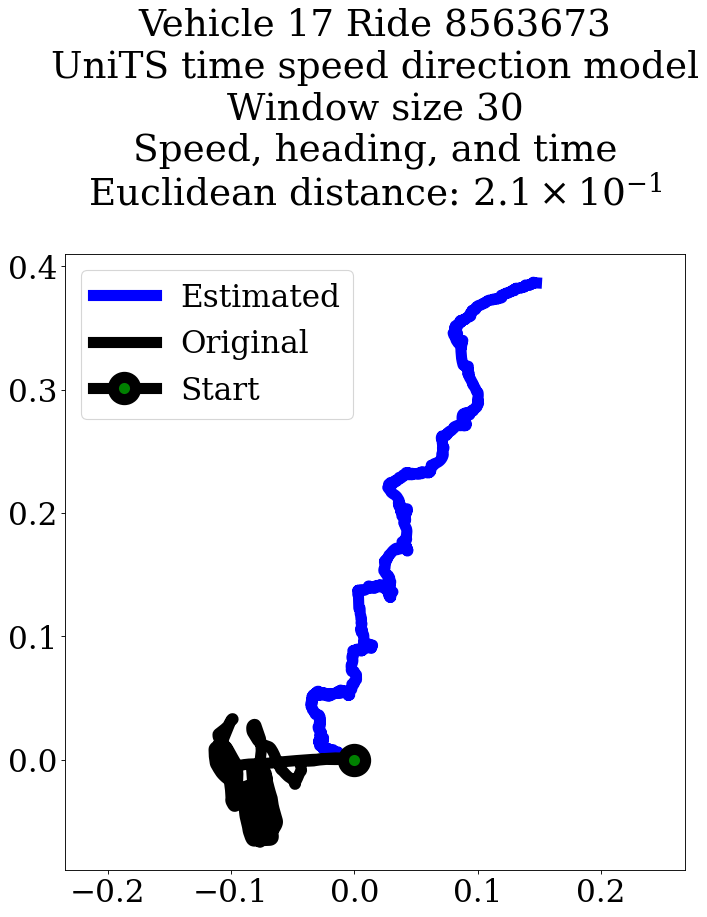 Vehicle 17 Ride 8563673
UniTS time speed direction model
Window size 30
Speed, heading, and time
Euclidean distance: 2.1 × 10⁻¹
0.4
Estimated
Original
0.3
Start
0.2
0.1
0.0
−0.2 −0.1 0.0 0.1 0.2